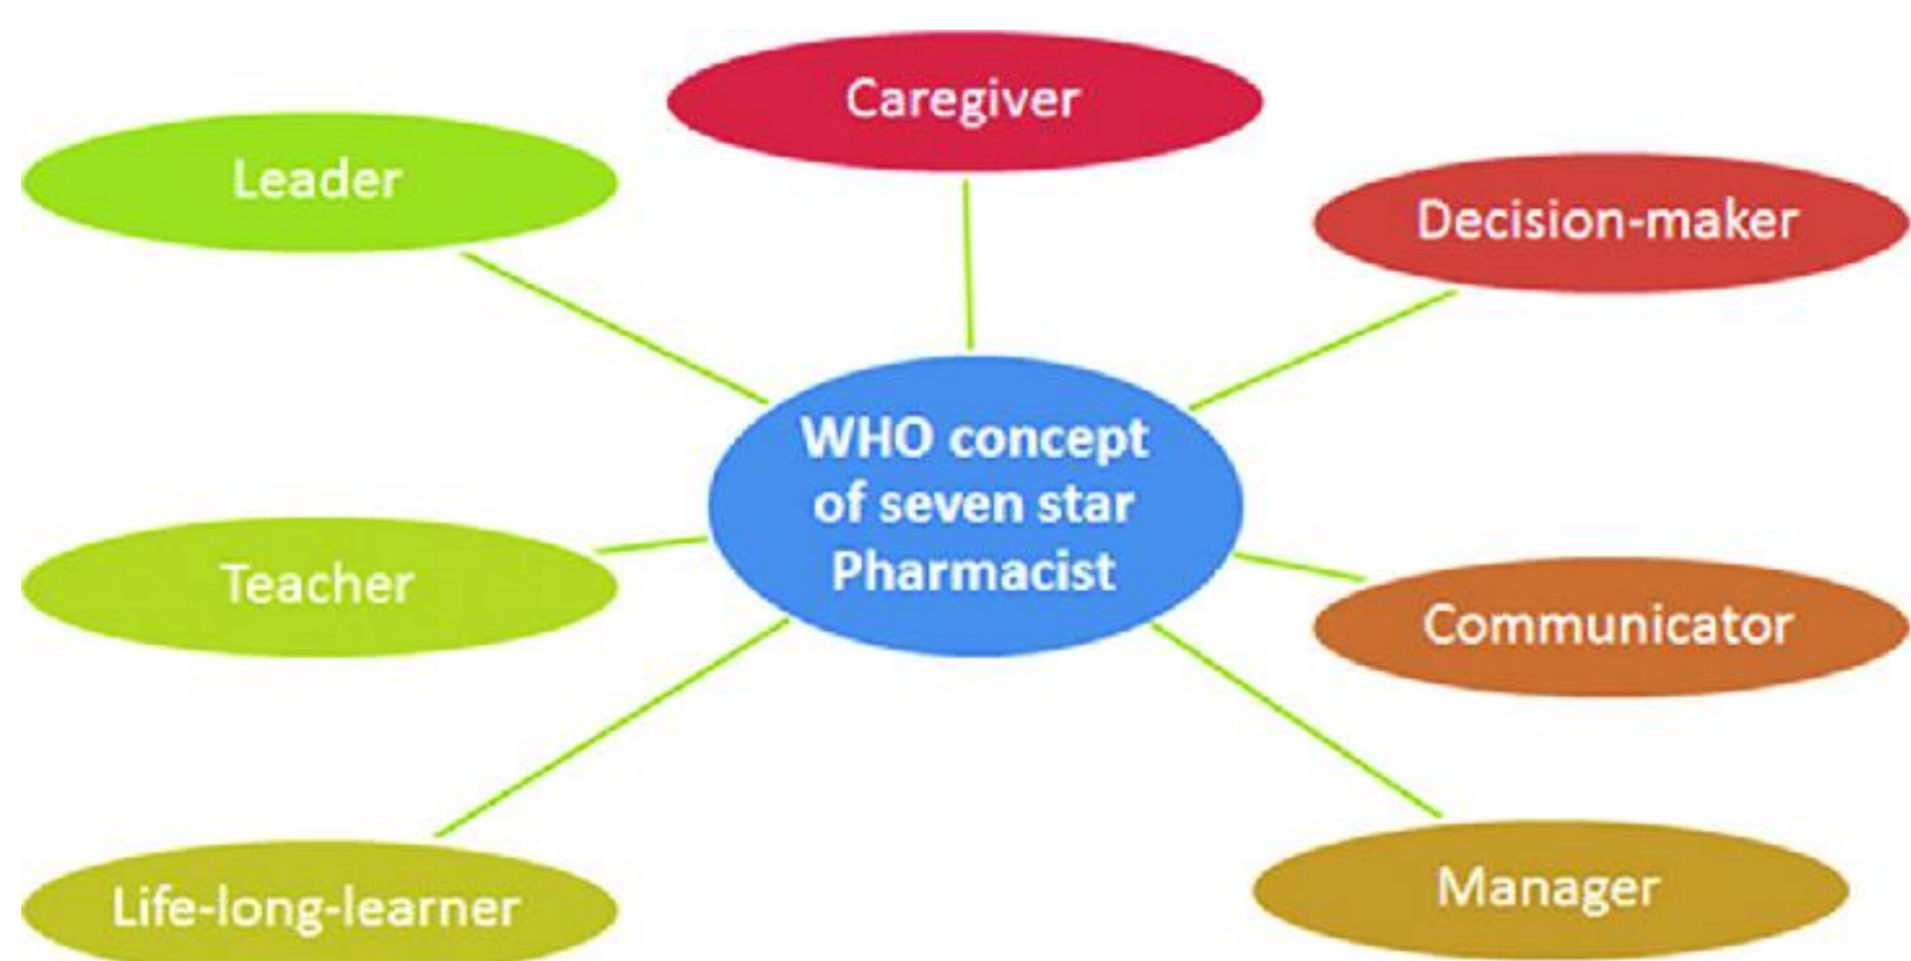 Caregiver
Leader
Decision-maker
WHO concept
of seven star
Pharmacist
Teacher
Communicator
Life-long-learner
Manager